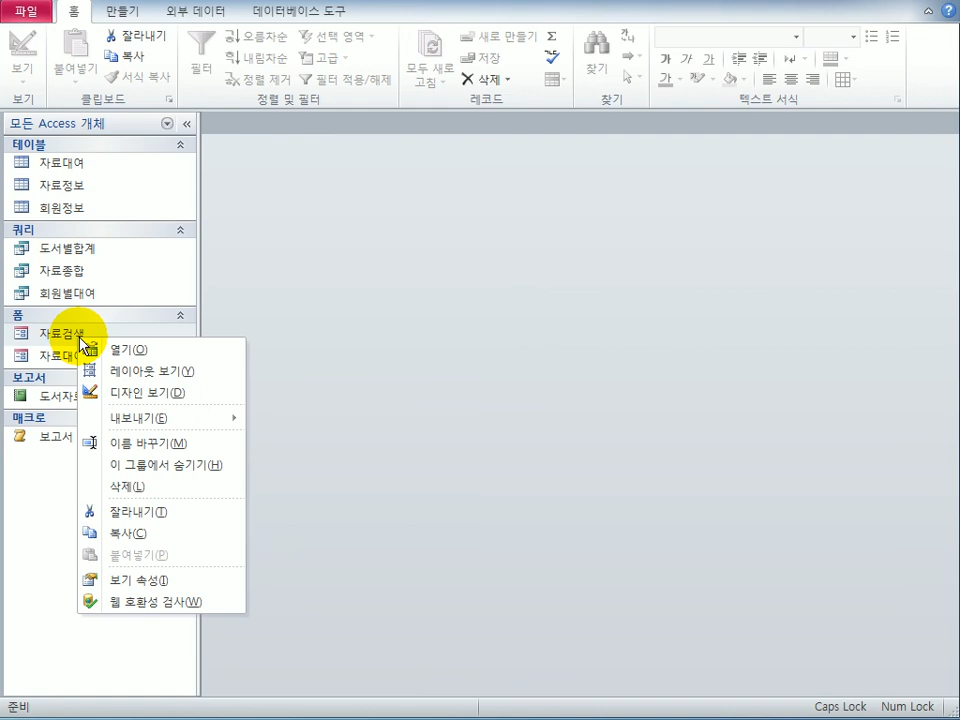 파일 홈 만들기 외부 데이터 데이터베이스 도구
보기
보기
붙여넣기
잘라내기
복사
서식 복사
클립보드
필터
오름차순
내림차순
정렬 제거
선택 영역
고급
필터 적용/해제
정렬 및 필터
모두 새로
고침
새로 만들기
저장
삭제
레코드
찾기
찾기
가 가 가
가
텍스트 서식
모든 Access 개체
테이블
자료대여
자료정보
회원정보
쿼리
도서별합계
자료종합
회원별대여
폼
자료검색
자료대
보고서
도서자
매크로
보고서
열기(O)
레이아웃 보기(Y)
디자인 보기(D)
내보내기(E)
이름 바꾸기(M)
이 그룹에서 숨기기(H)
삭제(L)
잘라내기(T)
복사(C)
붙여넣기(P)
보기 속성(I)
웹 호환성 검사(W)
준비
Caps Lock Num Lock